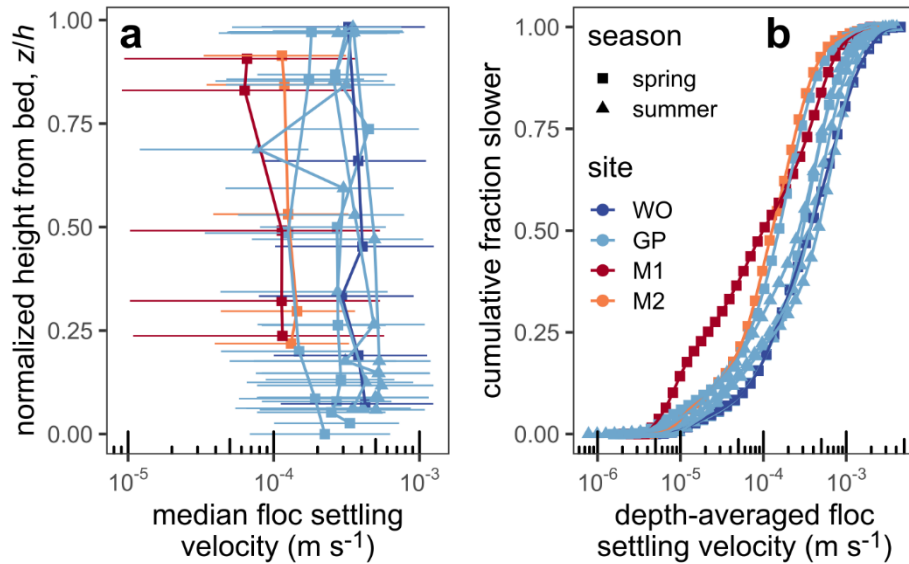 a
normalized height from bed, z/h
1.00
0.75
0.50
0.25
0.00
10⁻⁵
10⁻⁴
10⁻³
median floc settling
velocity (m s⁻¹)
b
cumulative fraction slower
1.00
0.75
0.50
0.25
0.00
season
spring
summer
site
WO
GP
M1
M2
10⁻⁶
10⁻⁵
10⁻⁴
10⁻³
depth-averaged floc
settling velocity (m s⁻¹)